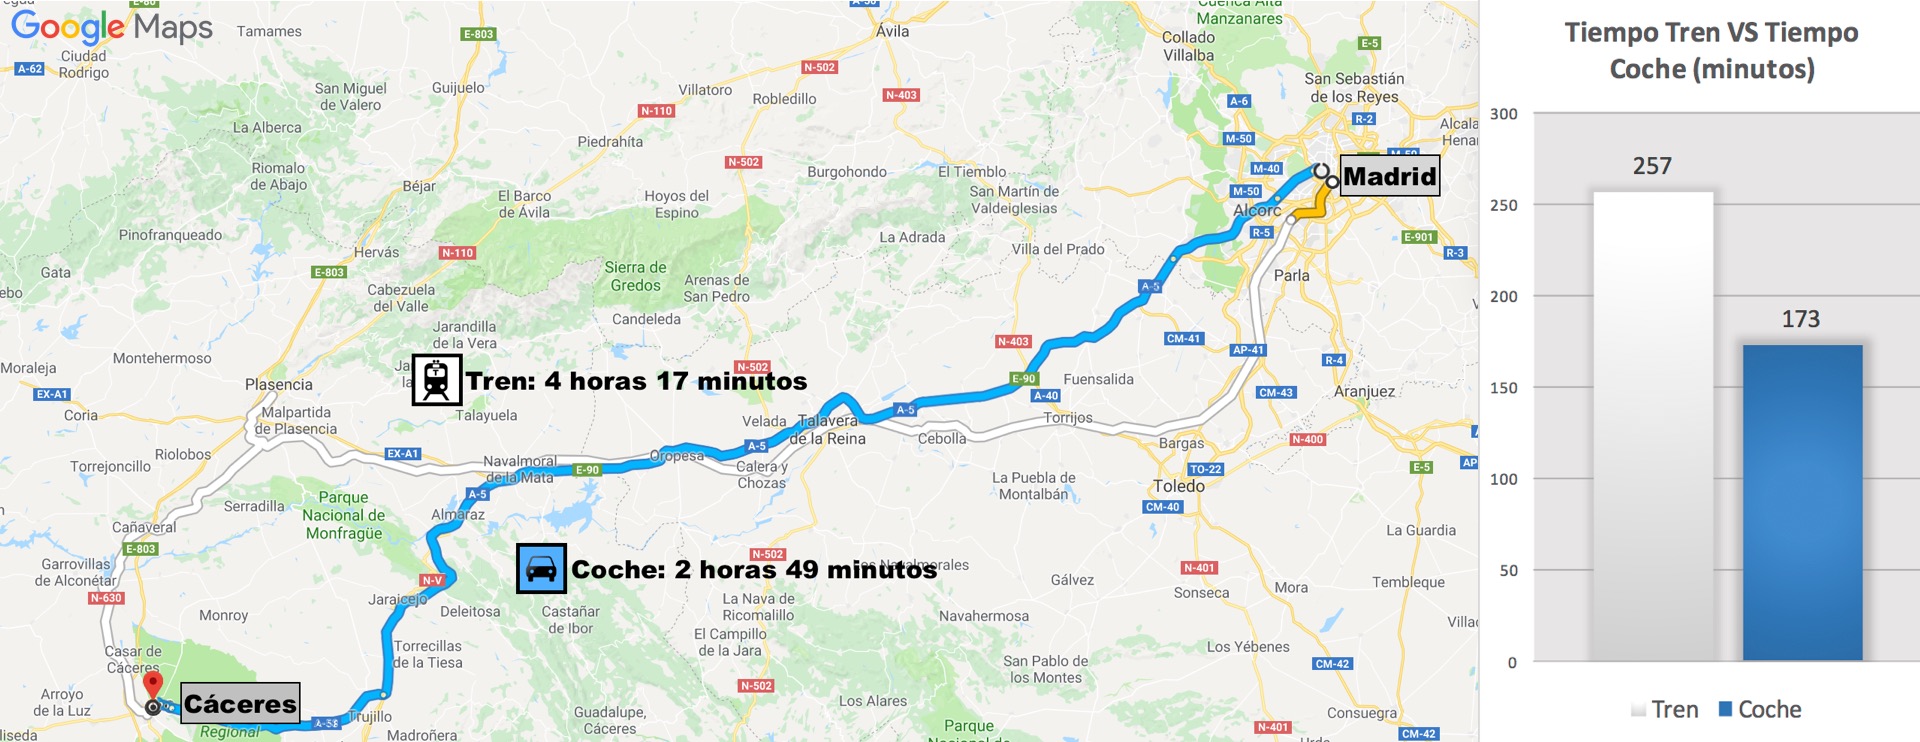 Google Maps
Tamames
E-80
A-50
Ávila
Cuenca Alta
Manzanares
E-803
Collado
Villalba
E-5
Ciudad
Rodrigo
A-62
N-502
San Miguel
de Valero
Guijuelo
Villatoro
Robledillo
N-403
San Sebastián
de los Reyes
A-6
N-110
R-2
Alcala
Henar
La Alberca
Piedrahíta
M-50
M-50
Riomalo
de Abajo
N-502
Burgohondo
El Tiemblo
M-40
Madrid
Béjar
El Barco
de Ávila
Hoyos del
Espino
San Martín de
Valdeiglesias
M-50
Alcorc
Pinofranqueado
La Adrada
R-5
E-901
R-3
Hervás
N-110
Villa del Prado
Gata
E-803
Sierra de
Gredos
Arenas de
San Pedro
Parla
Cabezuela
del Valle
A-5
Candeleda
Jarandilla
de la Vera
N-403
CM-41
AP-41
R-4
Moraleja
Montehermoso
N-502
Tren: 4 horas 17 minutos
E-90
Fuensalida
Plasencia
EX-A1
A-40
CM-43
Aranjuez
Coria
Malpartida
de Plasencia
Talayuela
Velada
Talavera
de la Reina
A-5
Torrijos
Cebolla
Bargas
N-400
Riolobos
EX-A1
A-5
Torrejoncillo
Navalmoral
de la Mata
E-90
Oropesa
Calera y
Chozas
TO-22
E-5
AP
La Puebla de
Montalbán
Toledo
Parque
Nacional de
Monfragüe
A-5
Serradilla
Almaraz
CM-40
Cañaveral
La Guardia
E-803
Garrovillas
de Alconétar
N-502
Coche: 2 horas 49 minutos
Los Navalmorales
N-V
N-401
Gálvez
Sonseca
Mora
Tembleque
N-630
Jaraicejo
Deleitosa
Monroy
Castañar
de Ibor
La Nava de
Ricomalillo
Navahermosa
El Campillo
de la Jara
Casar de
Cáceres
Torrecillas
de la Tiesa
Los Yébenes
San Pablo de
los Montes
CM-42
Arroyo
de la Luz
Cáceres
N-502
Los Alares
A-58
Trujillo
Guadalupe,
Cáceres
Consuegra
Regional
Madroñera
Parque
Nacional de
N-401
CM-42
Tiempo Tren VS Tiempo
Coche (minutos)
300
257
250
200
173
150
100
50
0
Tren
Coche